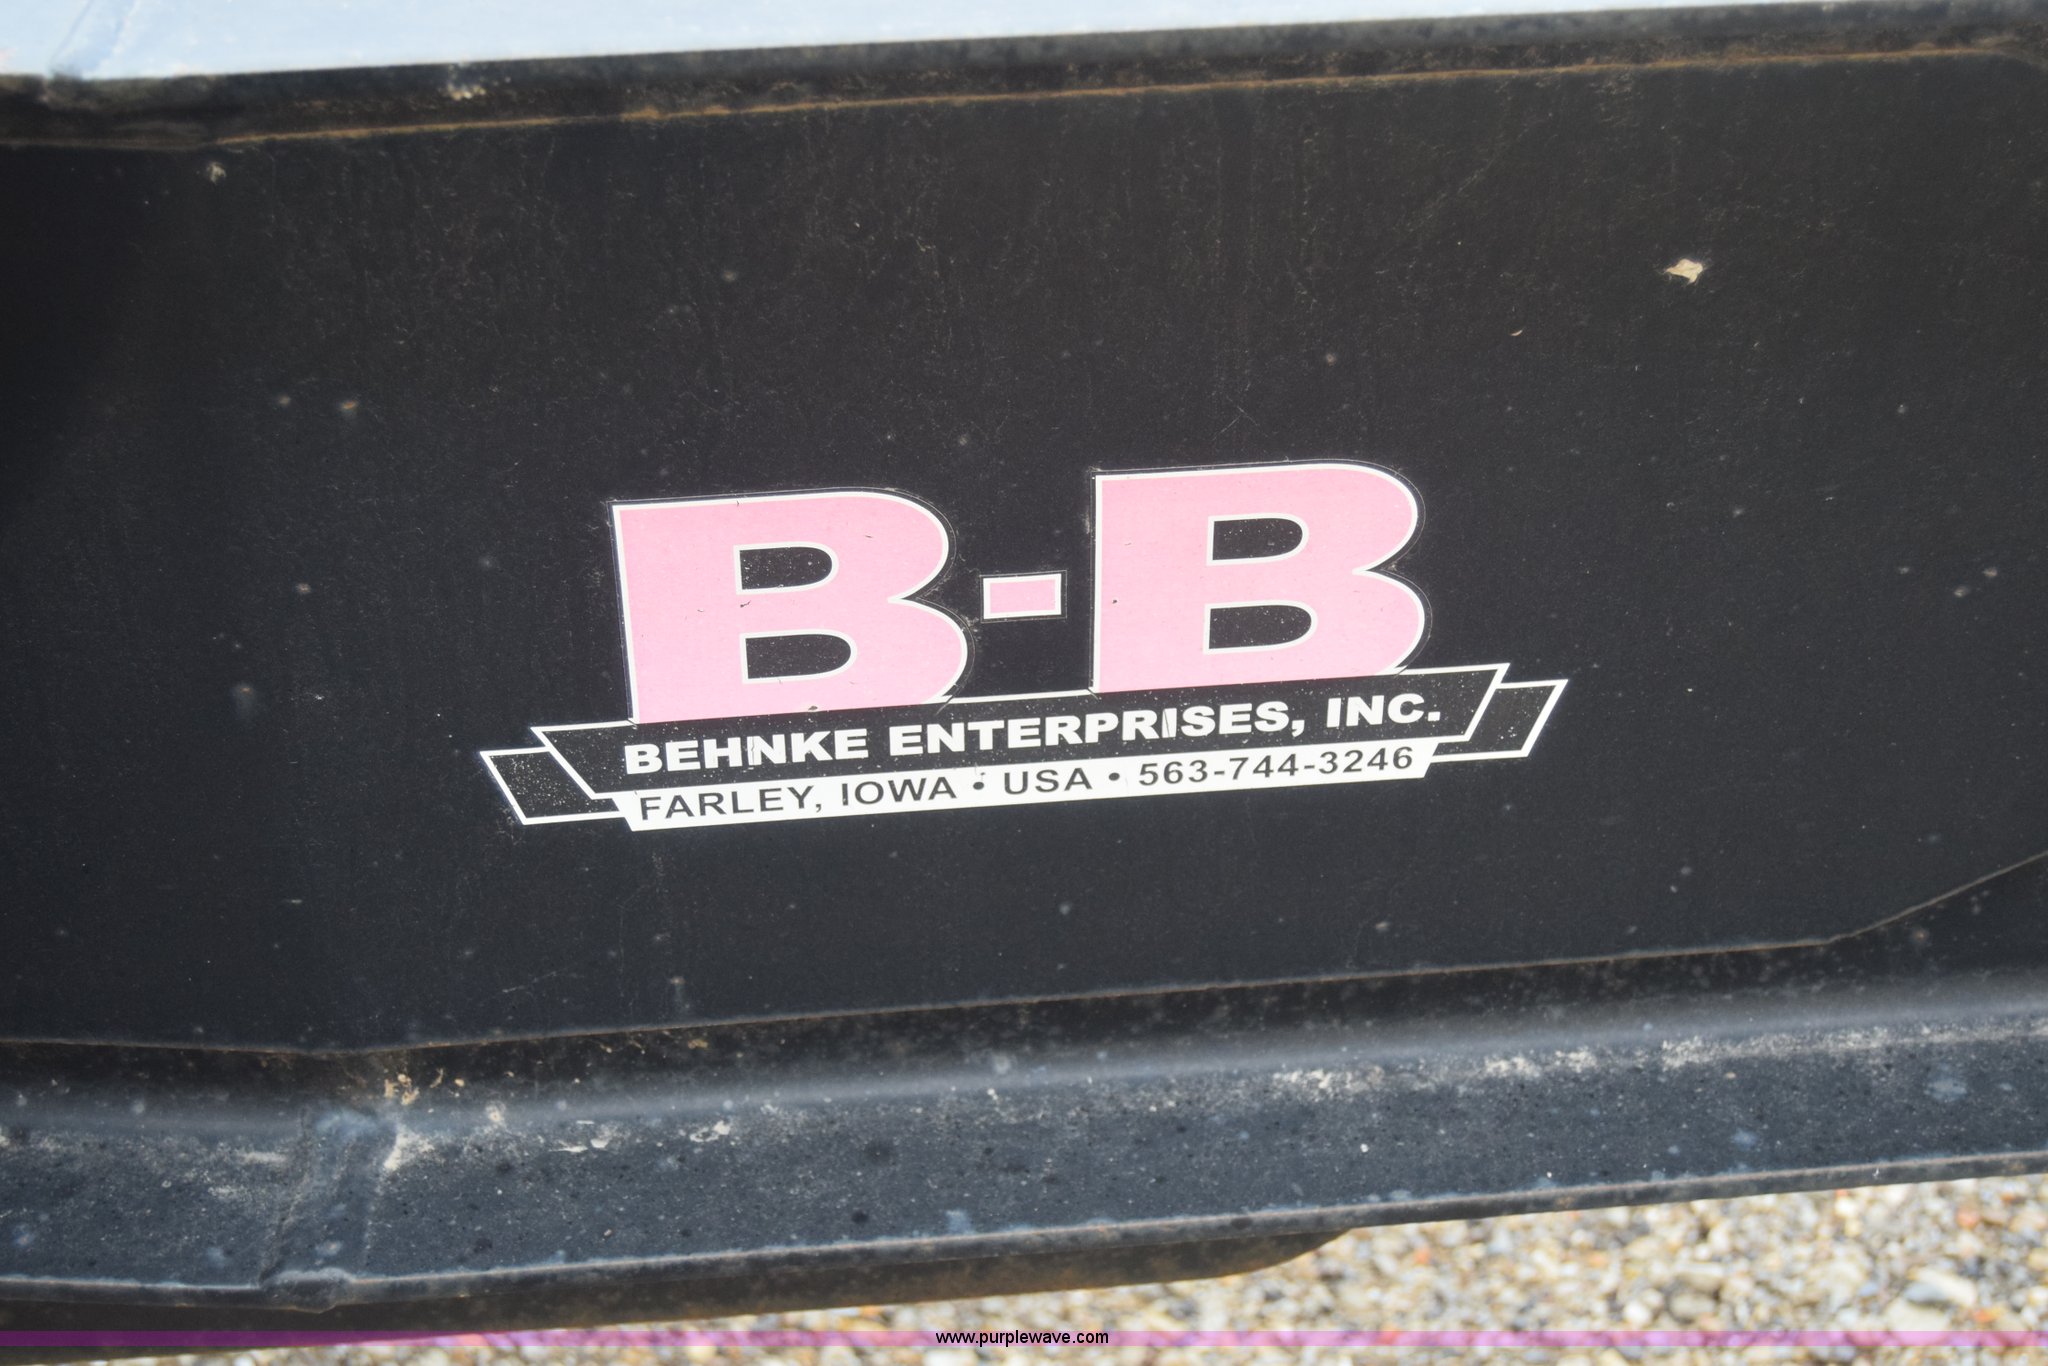 B-B
BEHNKE ENTERPRISES, INC.
FARLEY, IOWA • USA • 563-744-3246
www.purplewave.com